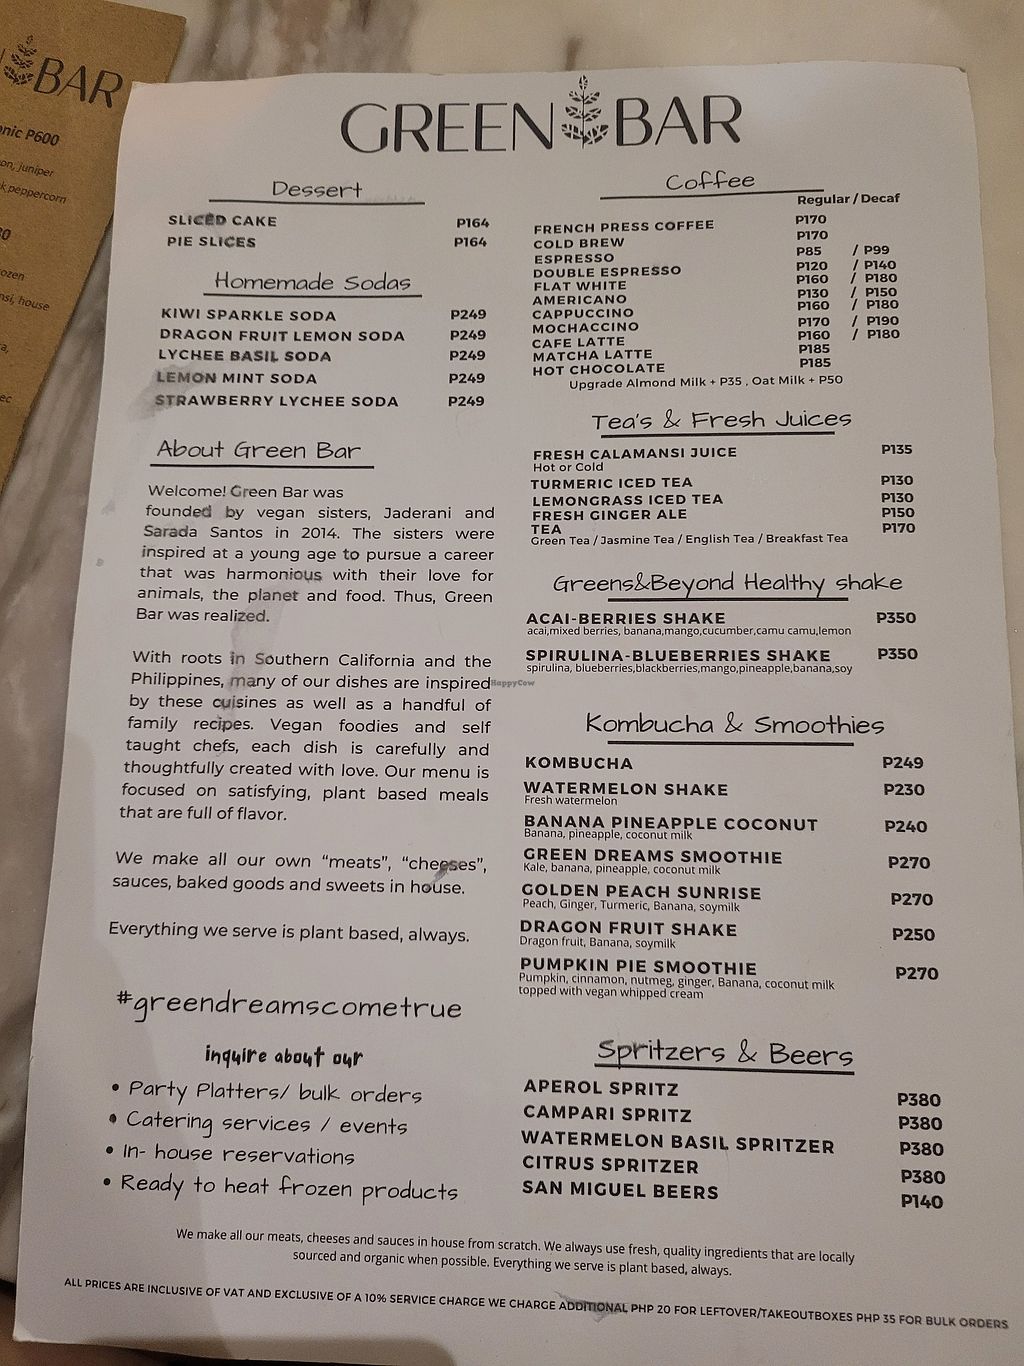 BAR
nic P600
on, juniper
k peppercorn
ozen
nsi, house
GREEN BAR
Dessert
SLICED CAKE P164
PIE SLICES P164
Homemade Sodas
KIWI SPARKLE SODA P249
DRAGON FRUIT LEMON SODA P249
LYCHEE BASIL SODA P249
LEMON MINT SODA P249
STRAWBERRY LYCHEE SODA P249
About Green Bar
Welcome! Green Bar was
founded by vegan sisters, Jaderani and
Sarada Santos in 2014. The sisters were
inspired at a young age to pursue a career
that was harmonious with their love for
animals, the planet and food. Thus, Green
Bar was realized.
With roots in Southern California and the
Philippines, many of our dishes are inspired
by these cuisines as well as a handful of
family recipes. Vegan foodies and self
taught chefs, each dish is carefully and
thoughtfully created with love. Our menu is
focused on satisfying, plant based meals
that are full of flavor.
We make all our own “meats”, “cheeses”,
sauces, baked goods and sweets in house.
Everything we serve is plant based, always.
#greendreamscometrue
inquire about our
• Party Platters/ bulk orders
• Catering services / events
• In- house reservations
• Ready to heat frozen products
Coffee
Regular / Decaf
FRENCH PRESS COFFEE P170
COLD BREW P170
ESPRESSO P85 / P99
DOUBLE ESPRESSO P120 / P140
FLAT WHITE P160 / P180
AMERICANO P130 / P150
CAPPUCCINO P160 / P180
MOCHACCINO P170 / P190
CAFE LATTE P160 / P180
MATCHA LATTE P185
HOT CHOCOLATE P185
Upgrade Almond Milk + P35 , Oat Milk + P50
Tea's & Fresh Juices
FRESH CALAMANSI JUICE P135
Hot or Cold
TURMERIC ICED TEA P130
LEMONGRASS ICED TEA P130
FRESH GINGER ALE P150
TEA P170
Green Tea / Jasmine Tea / English Tea / Breakfast Tea
Greens&Beyond Healthy shake
ACAI-BERRIES SHAKE P350
acai,mixed berries, banana,mango,cucumber,camu camu,lemon
SPIRULINA-BLUEBERRIES SHAKE P350
spirulina, blueberries,blackberries,mango,pineapple,banana,soy
HappyCow
Kombucha & Smoothies
KOMBUCHA P249
WATERMELON SHAKE P230
Fresh watermelon
BANANA PINEAPPLE COCONUT P240
Banana, pineapple, coconut milk
GREEN DREAMS SMOOTHIE P270
Kale, banana, pineapple, coconut milk
GOLDEN PEACH SUNRISE P270
Peach, Ginger, Turmeric, Banana, soymilk
DRAGON FRUIT SHAKE P250
Dragon fruit, Banana, soymilk
PUMPKIN PIE SMOOTHIE P270
Pumpkin, cinnamon, nutmeg, ginger, Banana, coconut milk
topped with vegan whipped cream
Spritzers & Beers
APEROL SPRITZ P380
CAMPARI SPRITZ P380
WATERMELON BASIL SPRITZER P380
CITRUS SPRITZER P380
SAN MIGUEL BEERS P140
We make all our meats, cheeses and sauces in house from scratch. We always use fresh, quality ingredients that are locally
sourced and organic when possible. Everything we serve is plant based, always.
ALL PRICES ARE INCLUSIVE OF VAT AND EXCLUSIVE OF A 10% SERVICE CHARGE WE CHARGE ADDITIONAL PHP 20 FOR LEFTOVER/TAKEOUTBOXES PHP 35 FOR BULK ORDERS